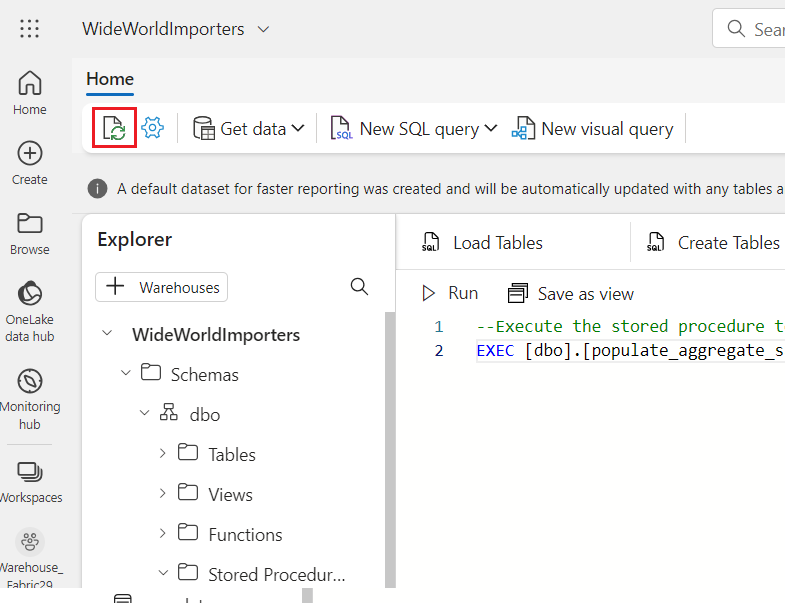 WideWorldImporters
Sear
Home
Home
Get data
New SQL query
New visual query
Create
A default dataset for faster reporting was created and will be automatically updated with any tables a
Browse
Explorer
Load Tables
Create Tables
Warehouses
Run
Save as view
OneLake
data hub
1 --Execute the stored procedure t
2 EXEC [dbo].[populate_aggregate_s
WideWorldImporters
Schemas
Monitoring
hub
dbo
Tables
Workspaces
Views
Functions
Warehouse_
Fabric29
Stored Procedur...